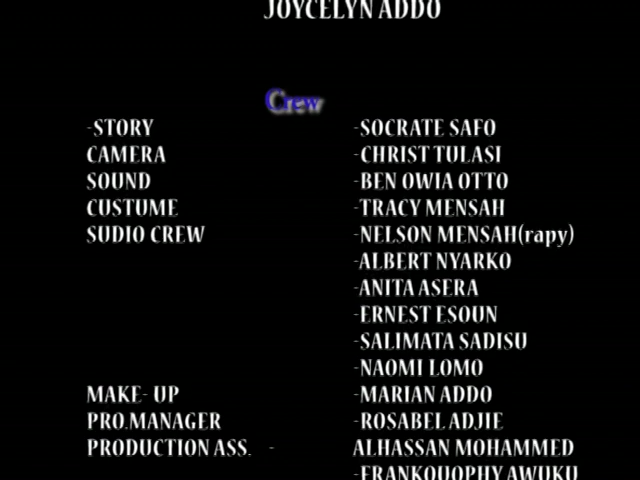 JOYCELYN ADDO
Crew
-STORY -SOCRATE SAFO
CAMERA -CHRIST TULASI
SOUND -BEN OWIA OTTO
CUSTUME -TRACY MENSAH
SUDIO CREW -NELSON MENSAH(rapy)
-ALBERT NYARKO
-ANITA ASERA
-ERNEST ESOUN
-SALIMATA SADISU
-NAOMI LOMO
MAKE- UP -MARIAN ADDO
PRO.MANAGER -ROSABEL ADJIE
PRODUCTION ASS. - ALHASSAN MOHAMMED
-FRANKOUOPHY AWUKU